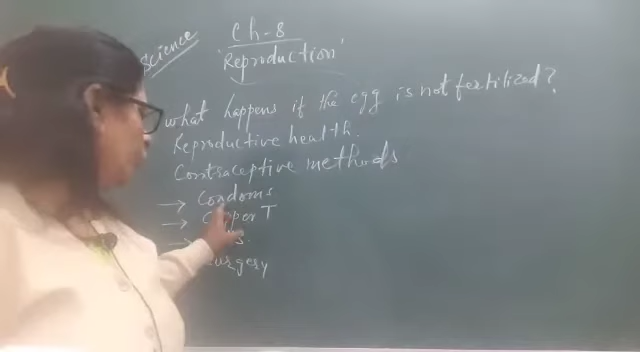 Science
Ch-8
'Reproduction'
what happens if the egg is not fertilized?
Reproductive health.
Contraceptive methods
→ Condoms
→ Copper T
→
surgery